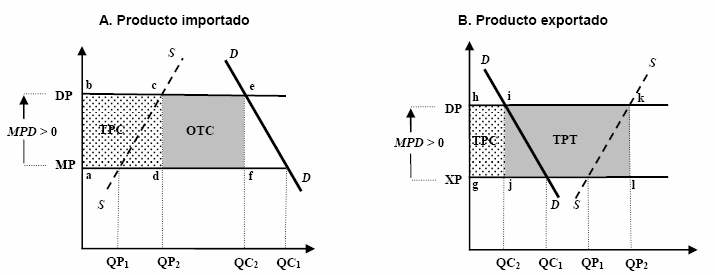 A. Producto importado
S
D
b
c
e
DP
MPD > 0
TPC
OTC
MP
a
d
f
S
D
QP1
QP2
QC2
QC1
B. Producto exportado
D
S
h
i
k
DP
MPD > 0
TPC
TPT
XP
g
j
l
D
S
QC2
QC1
QP1
QP2